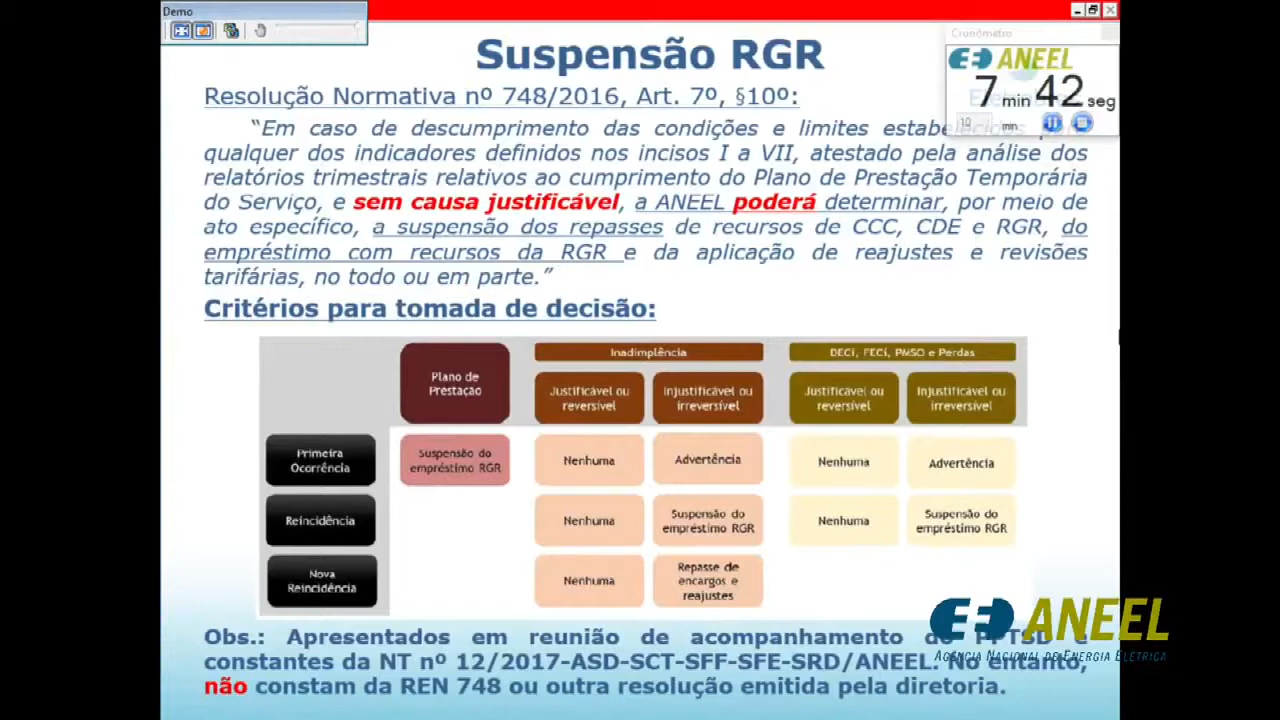 Demo
Suspensão RGR
Cronômetro
ANEEL
7 min 42 seg
10 min
Resolução Normativa nº 748/2016, Art. 7º, §10º:
“Em caso de descumprimento das condições e limites
qualquer dos indicadores definidos nos incisos I a VII, atestado pela análise dos
relatórios trimestrais relativos ao cumprimento do Plano de Prestação Temporária
do Serviço, e sem causa justificável, a ANEEL poderá determinar, por meio de
ato específico, a suspensão dos repasses de recursos de CCC, CDE e RGR, do
empréstimo com recursos da RGR e da aplicação de reajustes e revisões
tarifárias, no todo ou em parte.”
Critérios para tomada de decisão:
Plano de
Prestação
Inadimplência
DECi, FECi, PMSO e Perdas
Justificável ou
reversível
Injustificável ou
irreversível
Justificável ou
reversível
Injustificável ou
irreversível
Primeira
Ocorrência
Suspensão do
empréstimo RGR
Nenhuma
Advertência
Nenhuma
Advertência
Reincidência
Nenhuma
Suspensão do
empréstimo RGR
Nenhuma
Suspensão do
empréstimo RGR
Nova
Reincidência
Nenhuma
Repasse de
encargos e
reajustes
Obs.: Apresentados em reunião de acompanhamento do PPTSD e
constantes da NT nº 12/2017-ASD-SCT-SFF-SFE-SRD/ANEEL. No entanto,
não constam da REN 748 ou outra resolução emitida pela diretoria.
ANEEL
AGÊNCIA NACIONAL DE ENERGIA ELÉTRICA